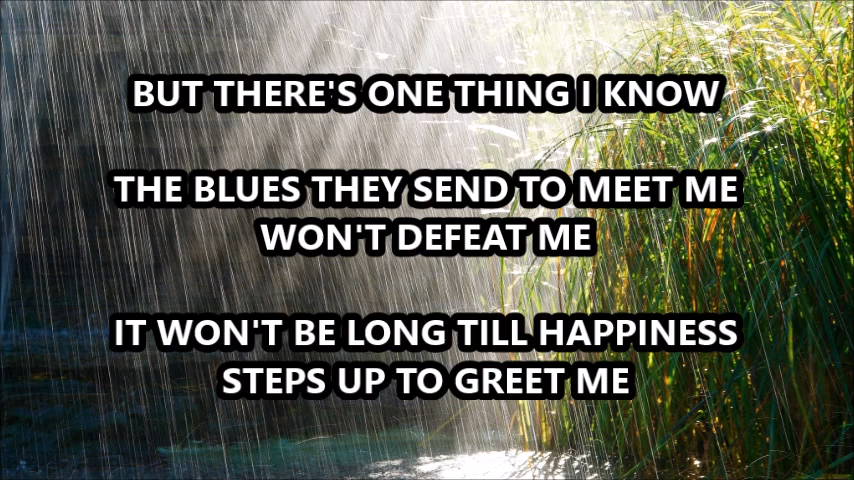 BUT THERE'S ONE THING I KNOW
THE BLUES THEY SEND TO MEET ME
WON'T DEFEAT ME
IT WON'T BE LONG TILL HAPPINESS
STEPS UP TO GREET ME